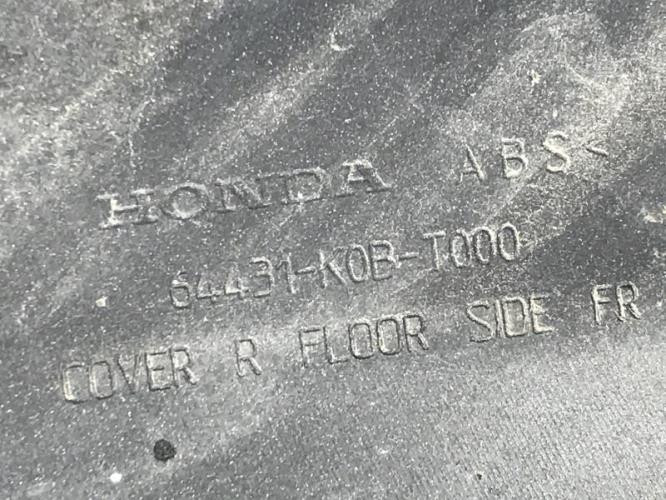 HONDA ABS<
64431-K0B-T000
COVER R FLOOR SIDE FR